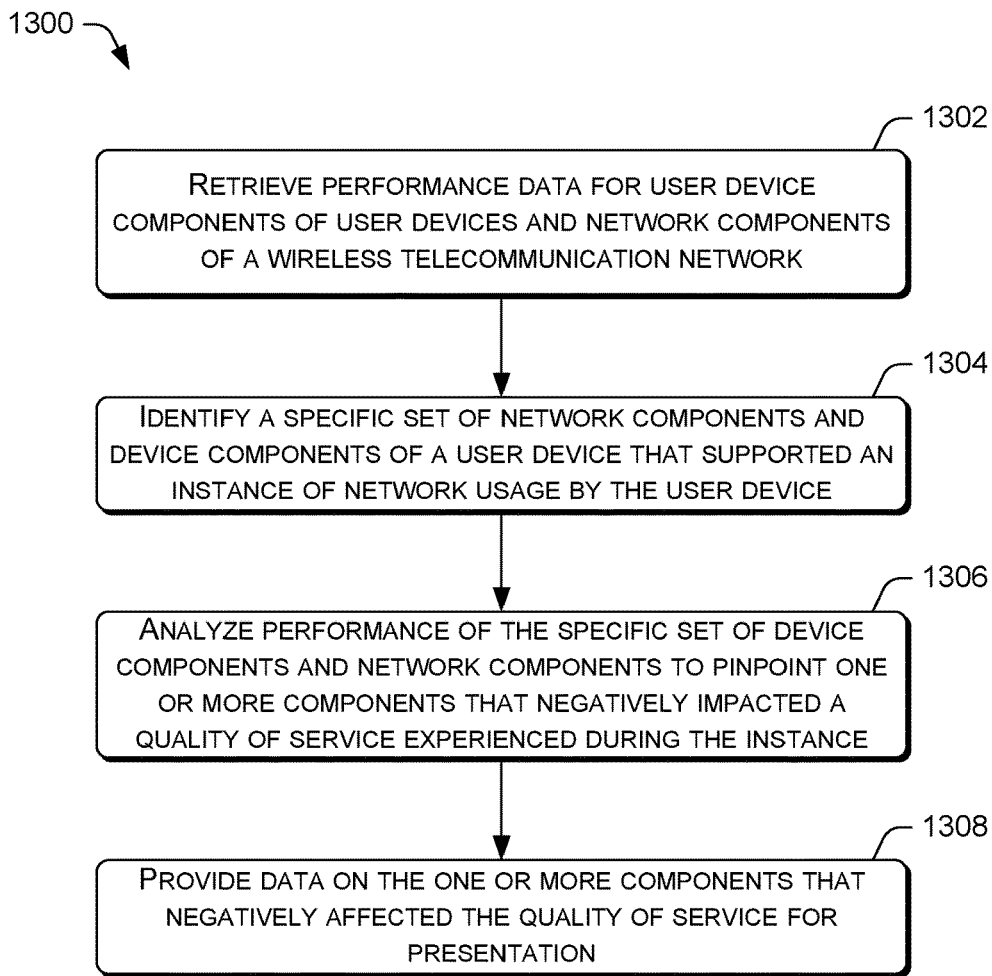 1300
1302
RETRIEVE PERFORMANCE DATA FOR USER DEVICE
COMPONENTS OF USER DEVICES AND NETWORK COMPONENTS
OF A WIRELESS TELECOMMUNICATION NETWORK
1304
IDENTIFY A SPECIFIC SET OF NETWORK COMPONENTS AND
DEVICE COMPONENTS OF A USER DEVICE THAT SUPPORTED AN
INSTANCE OF NETWORK USAGE BY THE USER DEVICE
1306
ANALYZE PERFORMANCE OF THE SPECIFIC SET OF DEVICE
COMPONENTS AND NETWORK COMPONENTS TO PINPOINT ONE
OR MORE COMPONENTS THAT NEGATIVELY IMPACTED A
QUALITY OF SERVICE EXPERIENCED DURING THE INSTANCE
1308
PROVIDE DATA ON THE ONE OR MORE COMPONENTS THAT
NEGATIVELY AFFECTED THE QUALITY OF SERVICE FOR
PRESENTATION